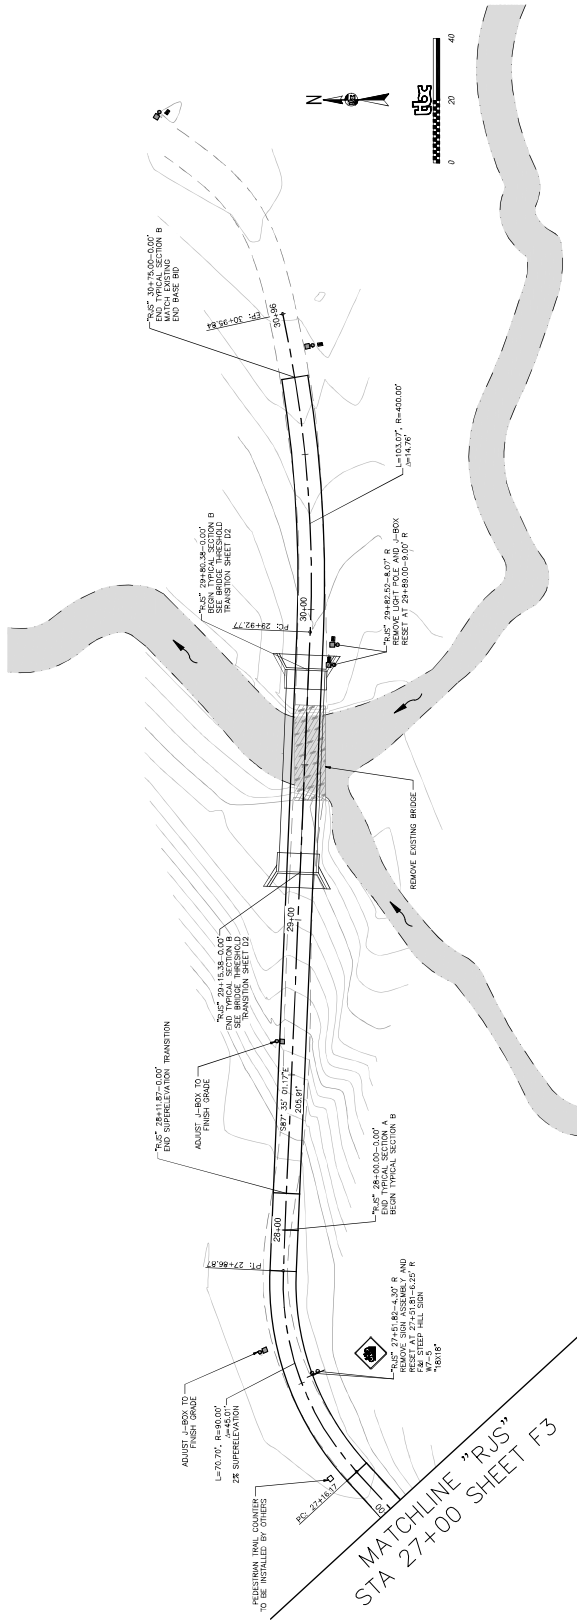 PEDESTRIAN TRAIL COUNTER
TO BE INSTALLED BY OTHERS
ADJUST J-BOX TO
FINISH GRADE
L=70.70', R=90.00'
Δ=45.01'
2% SUPERELEVATION
PC: 27+16.17
PT: 27+86.87
28+00
"RJS" 28+11.87-0.00'
END SUPERELEVATION TRANSITION
ADJUST J-BOX TO
FINISH GRADE
S87° 35' 01.17"E
205.91'
"RJS" 29+15.38-0.00'
END TYPICAL SECTION B
SEE BRIDGE THRESHOLD
TRANSITION SHEET D2
29+00
"RJS" 29+80.38-0.00'
BEGIN TYPICAL SECTION B
SEE BRIDGE THRESHOLD
TRANSITION SHEET D2
PC: 29+92.77
30+00
"RJS" 30+75.00-0.00'
END TYPICAL SECTION B
MATCH EXISTING
END BASE BID
EP: 30+95.84
30+96
N
tbc
0
20
40
L=103.07', R=400.00'
Δ=14.76°
"RJS" 29+82.52-8.07' R
REMOVE LIGHT POLE AND J-BOX
RESET AT 29+89.00-9.00' R
REMOVE EXISTING BRIDGE
"RJS" 28+00.00-0.00'
END TYPICAL SECTION A
BEGIN TYPICAL SECTION B
"RJS" 27+51.82-4.30' R
REMOVE SIGN ASSEMBLY AND
RESET AT 27+51.81-6.25' R
F&I STEEP HILL SIGN
W7-5
"18X18"
MATCHLINE "RJS"
STA 27+00 SHEET F3